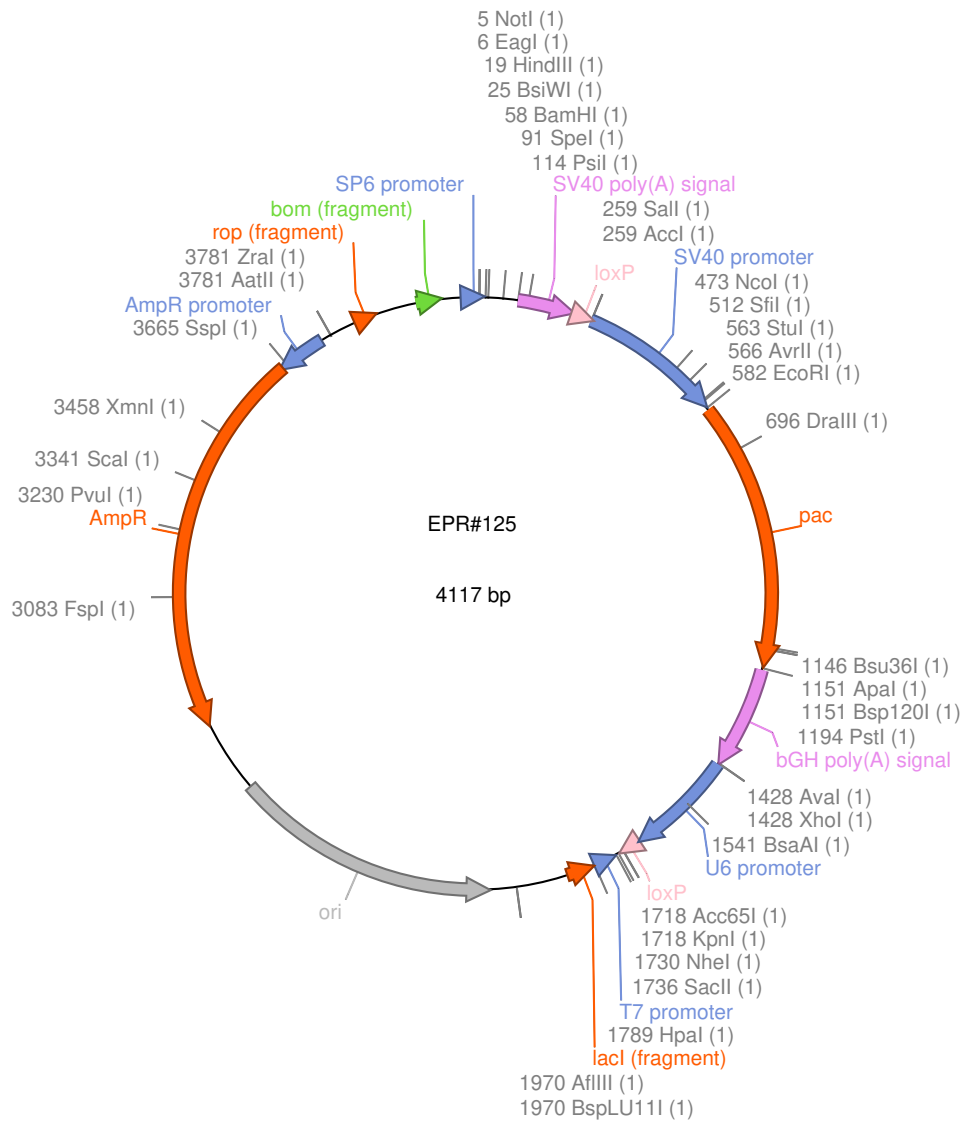 5 NotI (1)
6 EagI (1)
19 HindIII (1)
25 BsiWI (1)
58 BamHI (1)
91 SpeI (1)
114 PsiI (1)
SP6 promoter
SV40 poly(A) signal
bom (fragment)
259 SalI (1)
rop (fragment)
259 AccI (1)
3781 ZraI (1)
SV40 promoter
3781 AatII (1)
loxP
473 NcoI (1)
AmpR promoter
512 SfiI (1)
3665 SspI (1)
563 StuI (1)
566 AvrII (1)
582 EcoRI (1)
3458 XmnI (1)
696 DraIII (1)
3341 ScaI (1)
3230 PvuI (1)
AmpR
pac
EPR#125
4117 bp
3083 FspI (1)
1146 Bsu36I (1)
1151 ApaI (1)
1151 Bsp120I (1)
1194 PstI (1)
bGH poly(A) signal
1428 AvaI (1)
1428 XhoI (1)
1541 BsaAI (1)
U6 promoter
loxP
ori
1718 Acc65I (1)
1718 KpnI (1)
1730 NheI (1)
1736 SacII (1)
T7 promoter
1789 HpaI (1)
lacI (fragment)
1970 AflIII (1)
1970 BspLU11I (1)